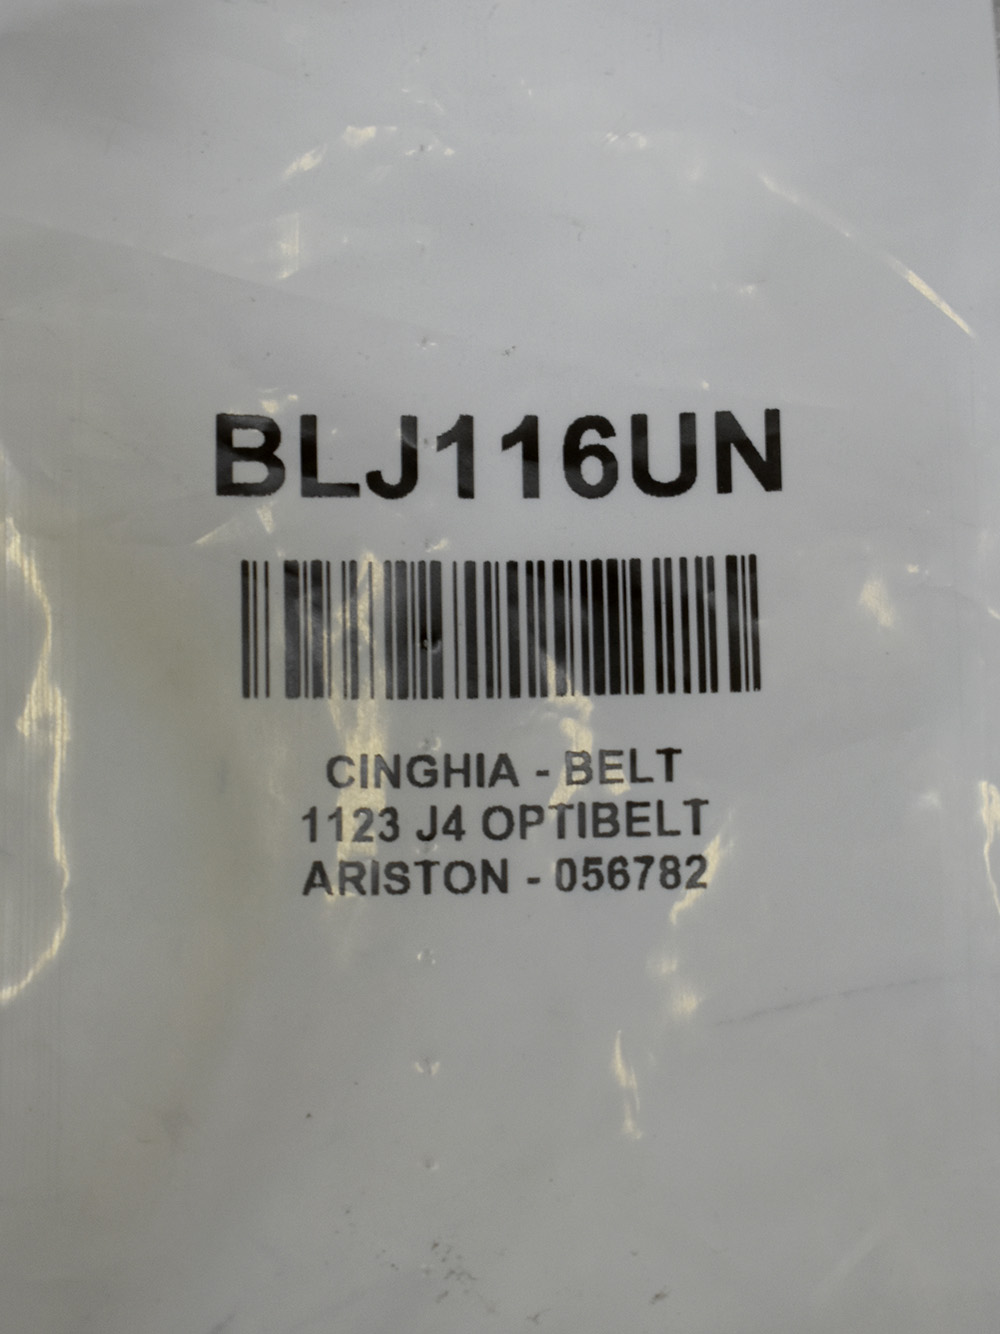 BLJ116UN
CINGHIA - BELT
1123 J4 OPTIBELT
ARISTON - 056782